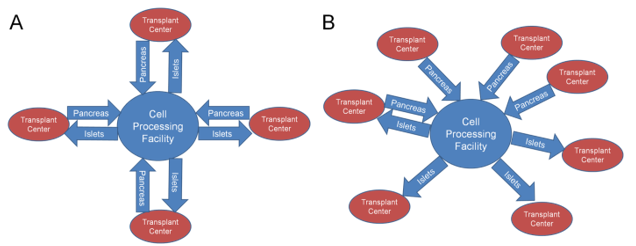 A
Transplant
Center
Pancreas
Islets
Transplant
Center
Pancreas
Islets
Cell
Processing
Facility
Pancreas
Islets
Transplant
Center
Pancreas
Islets
Transplant
Center
B
Transplant
Center
Transplant
Center
Transplant
Center
Pancreas
Pancreas
Pancreas
Transplant
Center
Pancreas
Islets
Cell
Processing
Facility
Islets
Transplant
Center
Islets
Islets
Transplant
Center
Transplant
Center